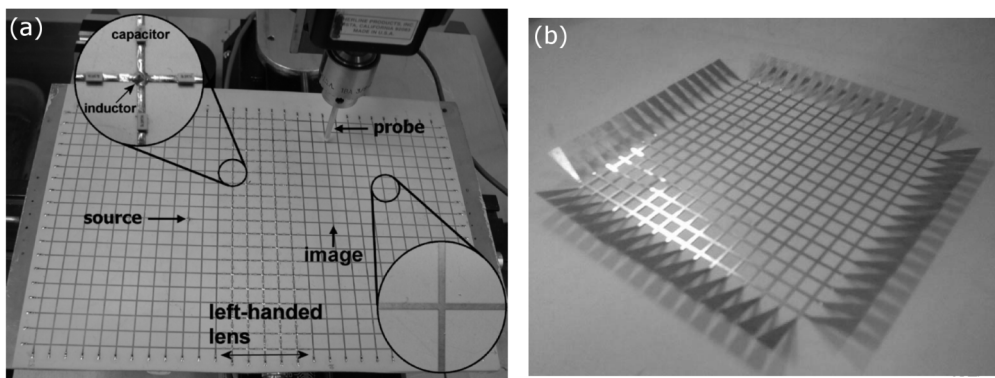 (a)
capacitor
inductor
probe
source
image
left-handed
lens
(b)